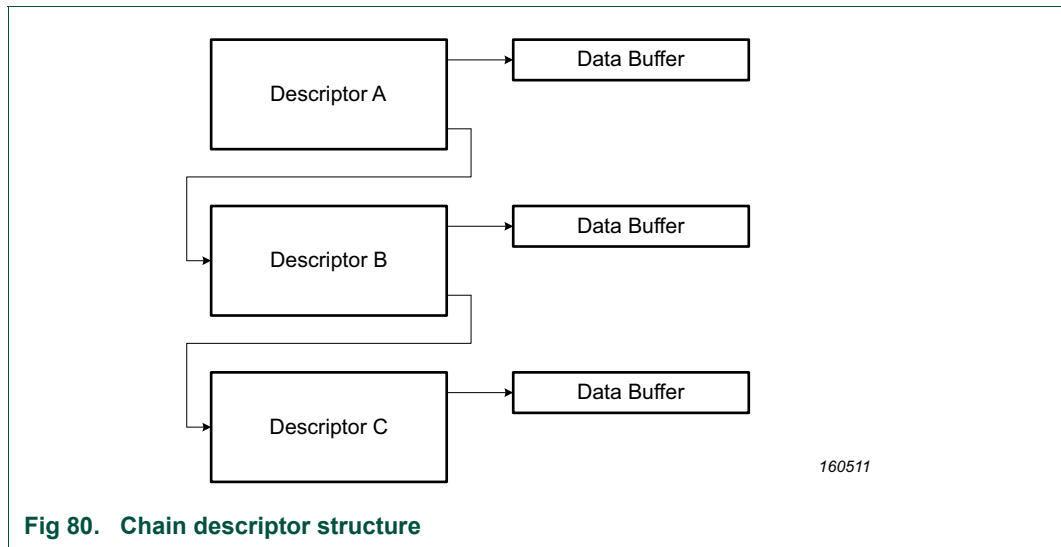 Descriptor A
Data Buffer
Descriptor B
Data Buffer
Descriptor C
Data Buffer
160511
Fig 80. Chain descriptor structure